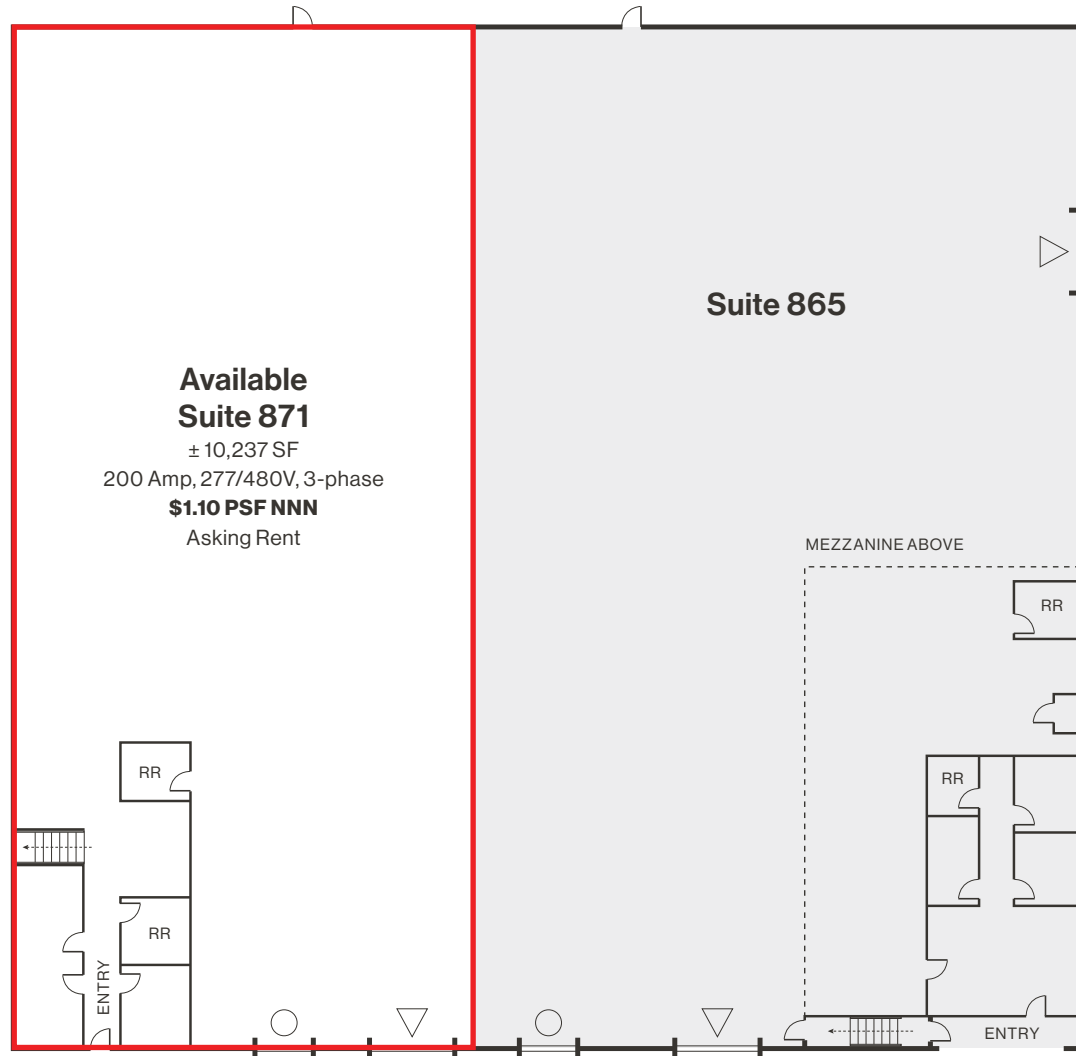 Suite 865
Available
Suite 871
± 10,237 SF
200 Amp, 277/480V, 3-phase
$1.10 PSF NNN
Asking Rent
MEZZANINE ABOVE
RR
RR
RR
RR
ENTRY
ENTRY